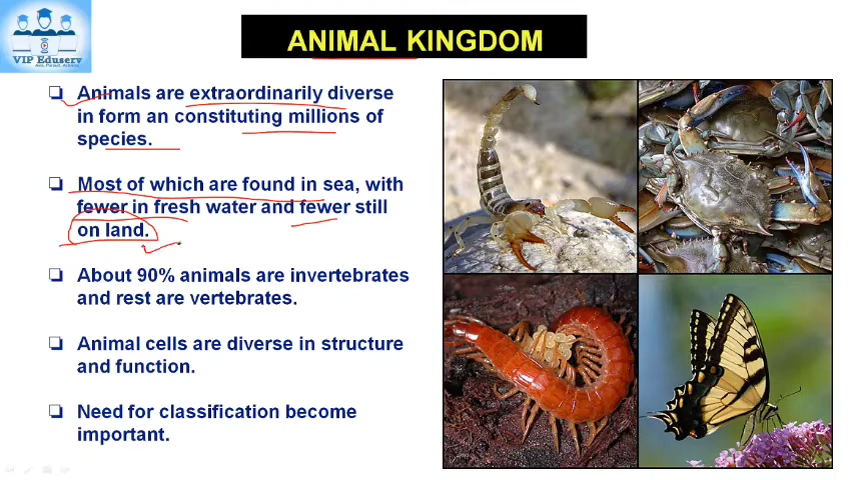 VIP Eduserv
ANIMAL KINGDOM
❑ Animals are extraordinarily diverse
in form an constituting millions of
species.
❑ Most of which are found in sea, with
fewer in fresh water and fewer still
on land.
❑ About 90% animals are invertebrates
and rest are vertebrates.
❑ Animal cells are diverse in structure
and function.
❑ Need for classification become
important.